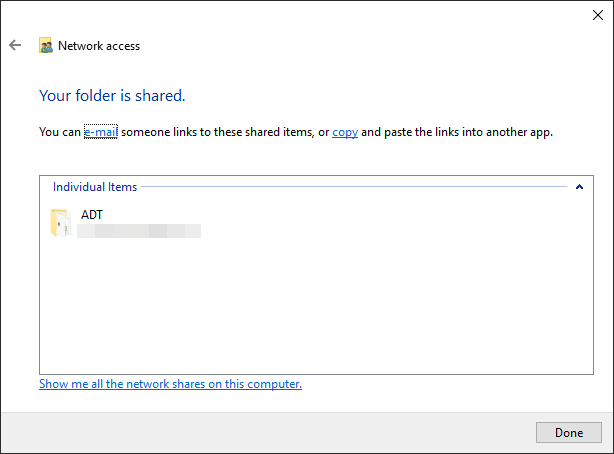 Network access
Your folder is shared.
You can e-mail someone links to these shared items, or copy and paste the links into another app.
Individual Items
ADT
Show me all the network shares on this computer.
Done